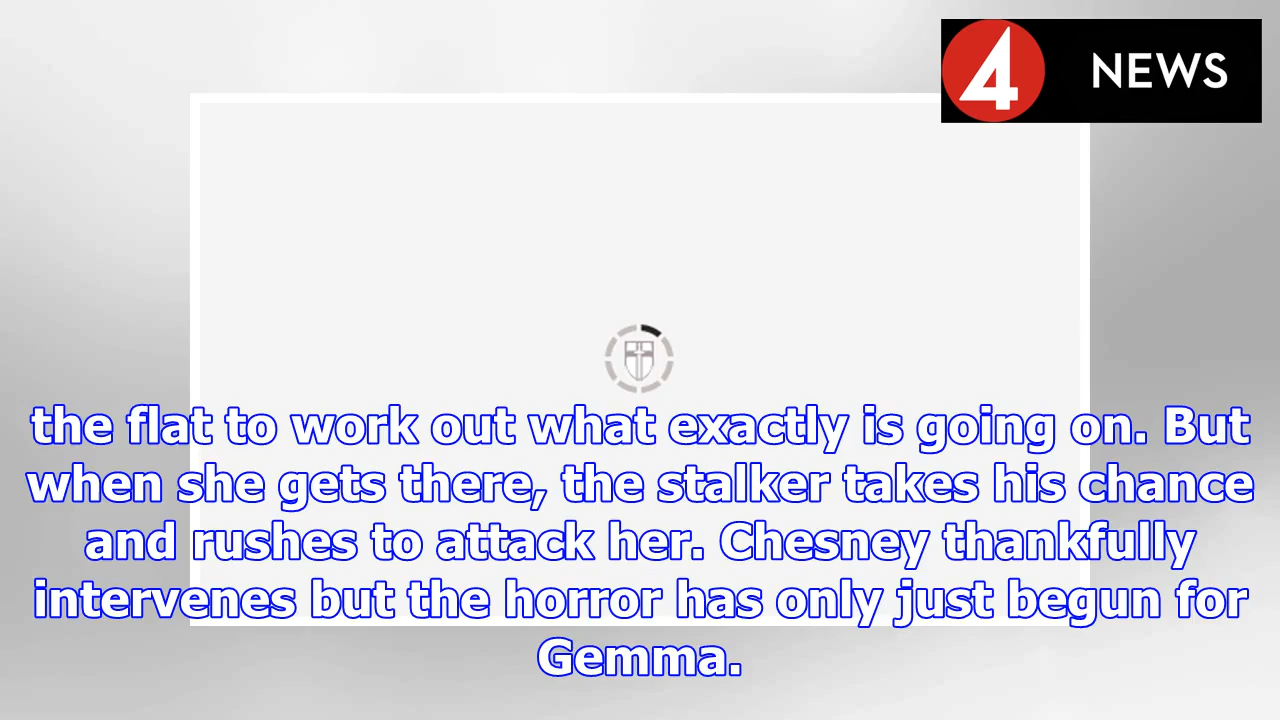 4 NEWS
the flat to work out what exactly is going on. But
when she gets there, the stalker takes his chance
and rushes to attack her. Chesney thankfully
intervenes but the horror has only just begun for
Gemma.